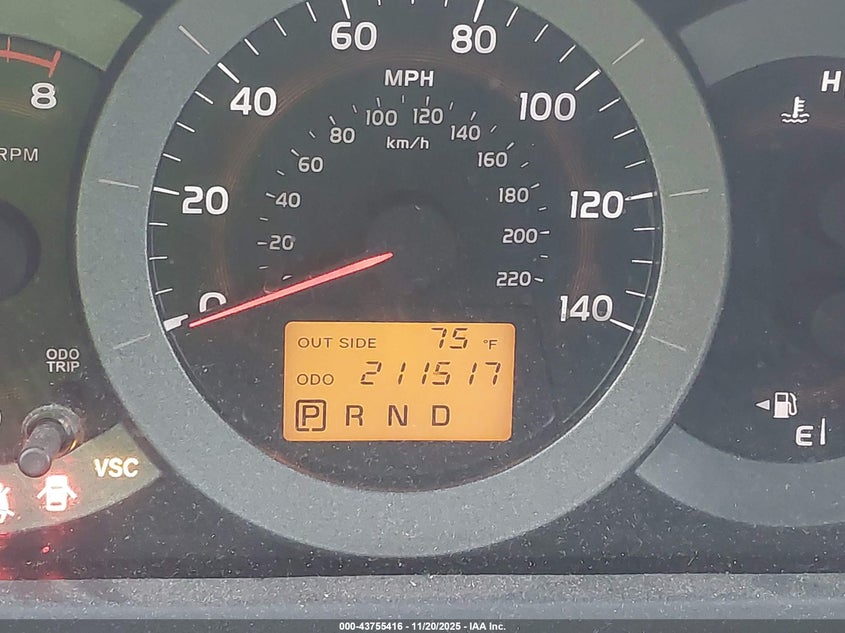 60 80
MPH
8 40 100 H
100 120
80 140
km/h
RPM 60 160
20 40 180 120
20 200
220
0 140
OUT SIDE 75 °F
ODO
TRIP
ODO 211517
P R N D
E
VSC
000-43755416 - 11/20/2025 - IAA Inc.